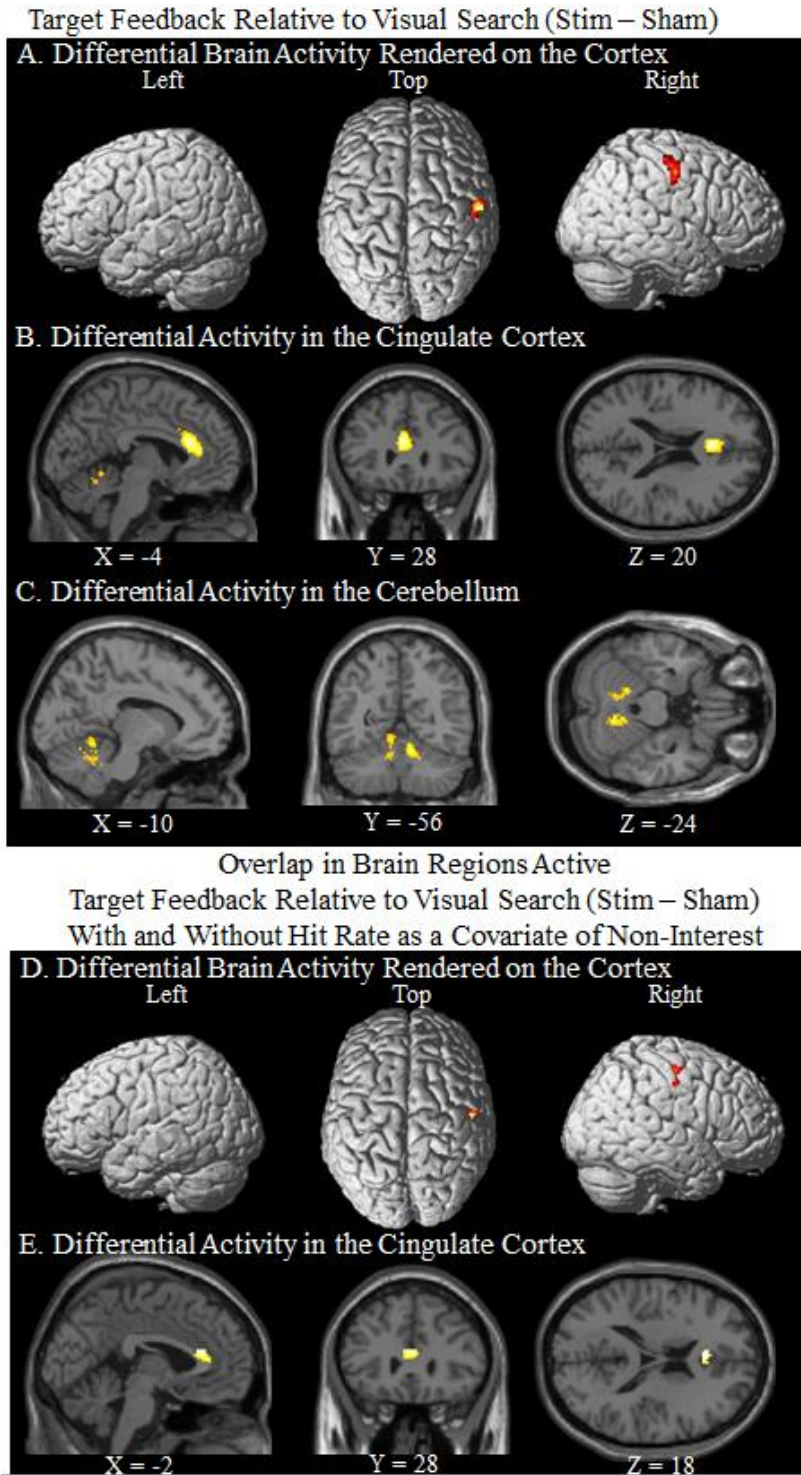 Target Feedback Relative to Visual Search (Stim – Sham)
A. Differential Brain Activity Rendered on the Cortex
Left Top Right
B. Differential Activity in the Cingulate Cortex
X = -4 Y = 28 Z = 20
C. Differential Activity in the Cerebellum
X = -10 Y = -56 Z = -24
Overlap in Brain Regions Active
Target Feedback Relative to Visual Search (Stim – Sham)
With and Without Hit Rate as a Covariate of Non-Interest
D. Differential Brain Activity Rendered on the Cortex
Left Top Right
E. Differential Activity in the Cingulate Cortex
X = -2 Y = 28 Z = 18